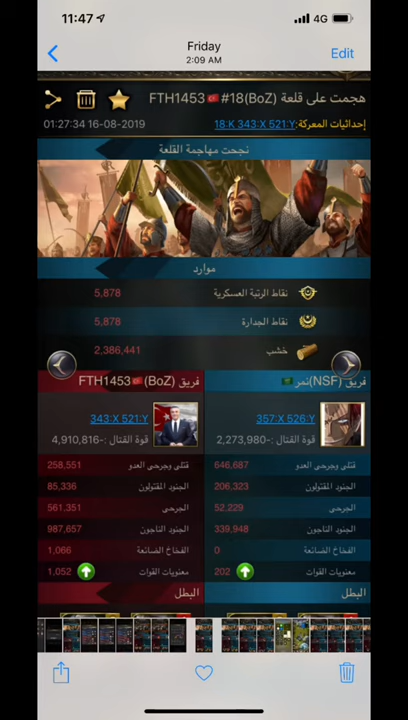 11:47
4G
Friday
2:09 AM
Edit
هجمت على قلعة FTH1453🇹🇷#18(BoZ)
إحداثيات المعركة:18:K 343:X 521:Y
01:27:34 16-08-2019
نجحت مهاجمة القلعة
موارد
نقاط الرتبة العسكرية 5,878
نقاط الجدارة 5,878
خشب 2,386,441
فريق (NSF)نمر🇸🇦
فريق FTH1453🇹🇷(BoZ)
357:X 526:Y
343:X 521:Y
قوة القتال :-2,273,980
قوة القتال :-4,910,816
قتلى وجرحى العدو 646,687
قتلى وجرحى العدو 258,551
الجنود المقتولون 206,323
الجنود المقتولون 85,336
الجرحى 52,229
الجرحى 561,351
الجنود الناجون 339,948
الجنود الناجون 987,657
الفخاخ الضائعة 0
الفخاخ الضائعة 1,066
معنويات القوات 202
معنويات القوات 1,052
البطل
البطل